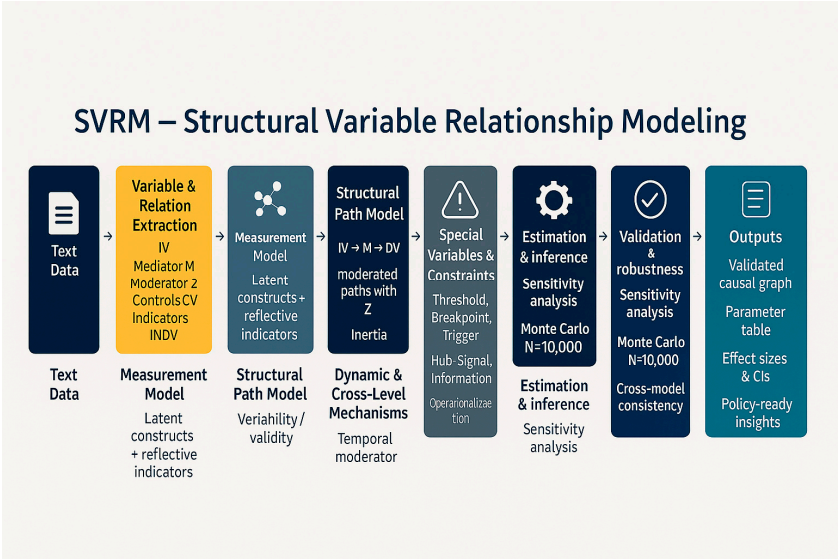 SVRM – Structural Variable Relationship Modeling
Text
Data
Variable &
Relation
Extraction
IV
Mediator M
Moderator 2
Controls CV
Indicators
INDV
Measurement
Model
Latent
constructs +
reflective
indicators
Structural
Path Model
IV → M → DV
moderated
paths with
Z
Inertia
Special
Variables &
Constraints
Threshold,
Breakpoint,
Trigger
Hub-Signal,
Information
Operarionalizae
tion
Estimation
& inference
Sensitivity
analysis
Monte Carlo
N=10,000
Validation
&
robustness
Sensitivity
analysis
Monte Carlo
N=10,000
Cross-model
consistency
Outputs
Validated
causal graph
Parameter
table
Effect sizes
& CIs
Policy-ready
insights
Text
Data
Measurement
Model
Latent
constructs
+ reflective
indicators
Structural
Path Model
Veriahility /
validity
Dynamic &
Cross-Level
Mechanisms
Temporal
moderator
Estimation
& inference
Sensitivity
analysis